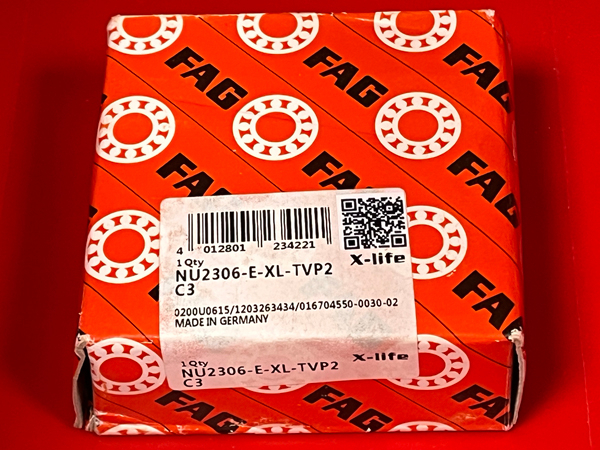 FAG
FAG
FAG
FAG
FAG
FAG
4 012801 234221
1 Qty
NU2306-E-XL-TVP2
C3
X-life
0200U0615/1203263434/016704550-0030-02
MADE IN GERMANY
1 Qty
NU2306-E-XL-TVP2
C3
X-life
FAG
FAG